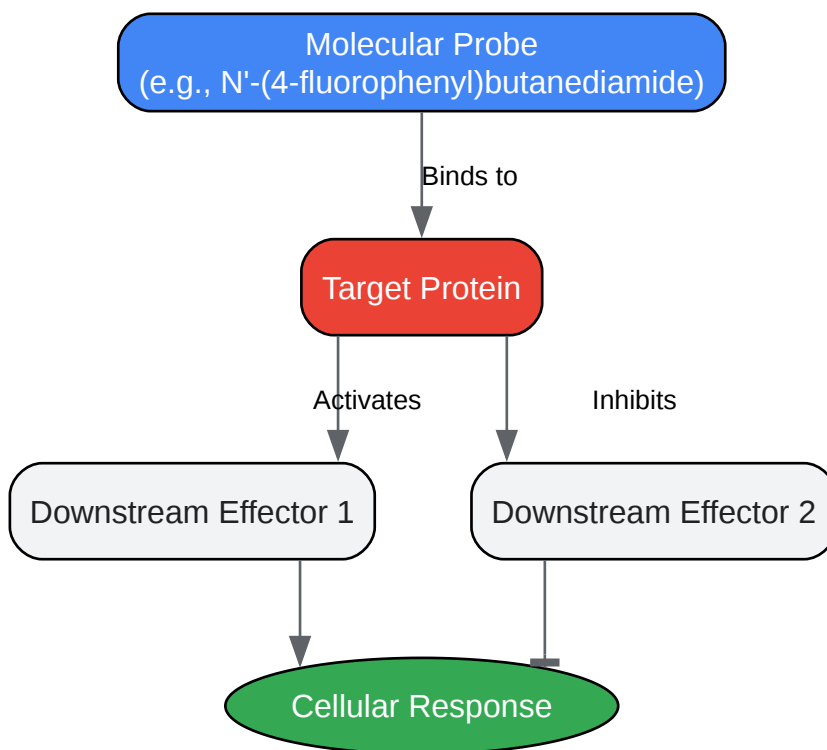 Molecular Probe
(e.g., N'-(4-fluorophenyl)butanediamide)
Binds to
Target Protein
Activates
Inhibits
Downstream Effector 1
Downstream Effector 2
Cellular Response